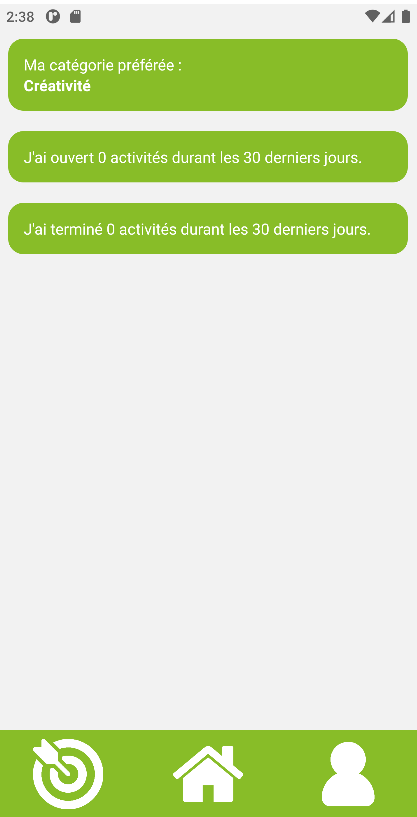 2:38
Ma catégorie préférée :
Créativité
J'ai ouvert 0 activités durant les 30 derniers jours.
J'ai terminé 0 activités durant les 30 derniers jours.